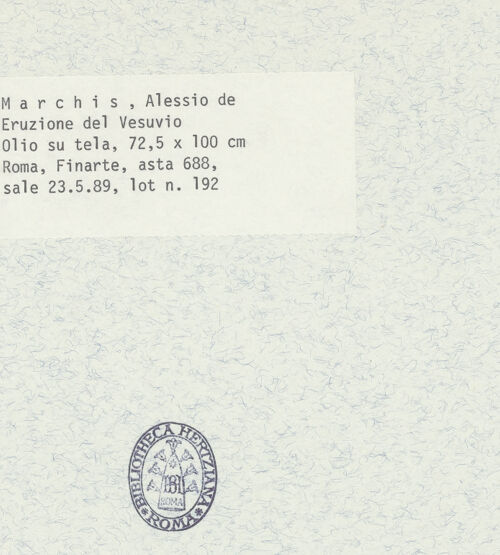 M a r c h i s , Alessio de
Eruzione del Vesuvio
Olio su tela, 72,5 x 100 cm
Roma, Finarte, asta 688,
sale 23.5.89, lot n. 192
BIBLIOTHECA HERTZIANA
BH
ROMA
* ROMA *